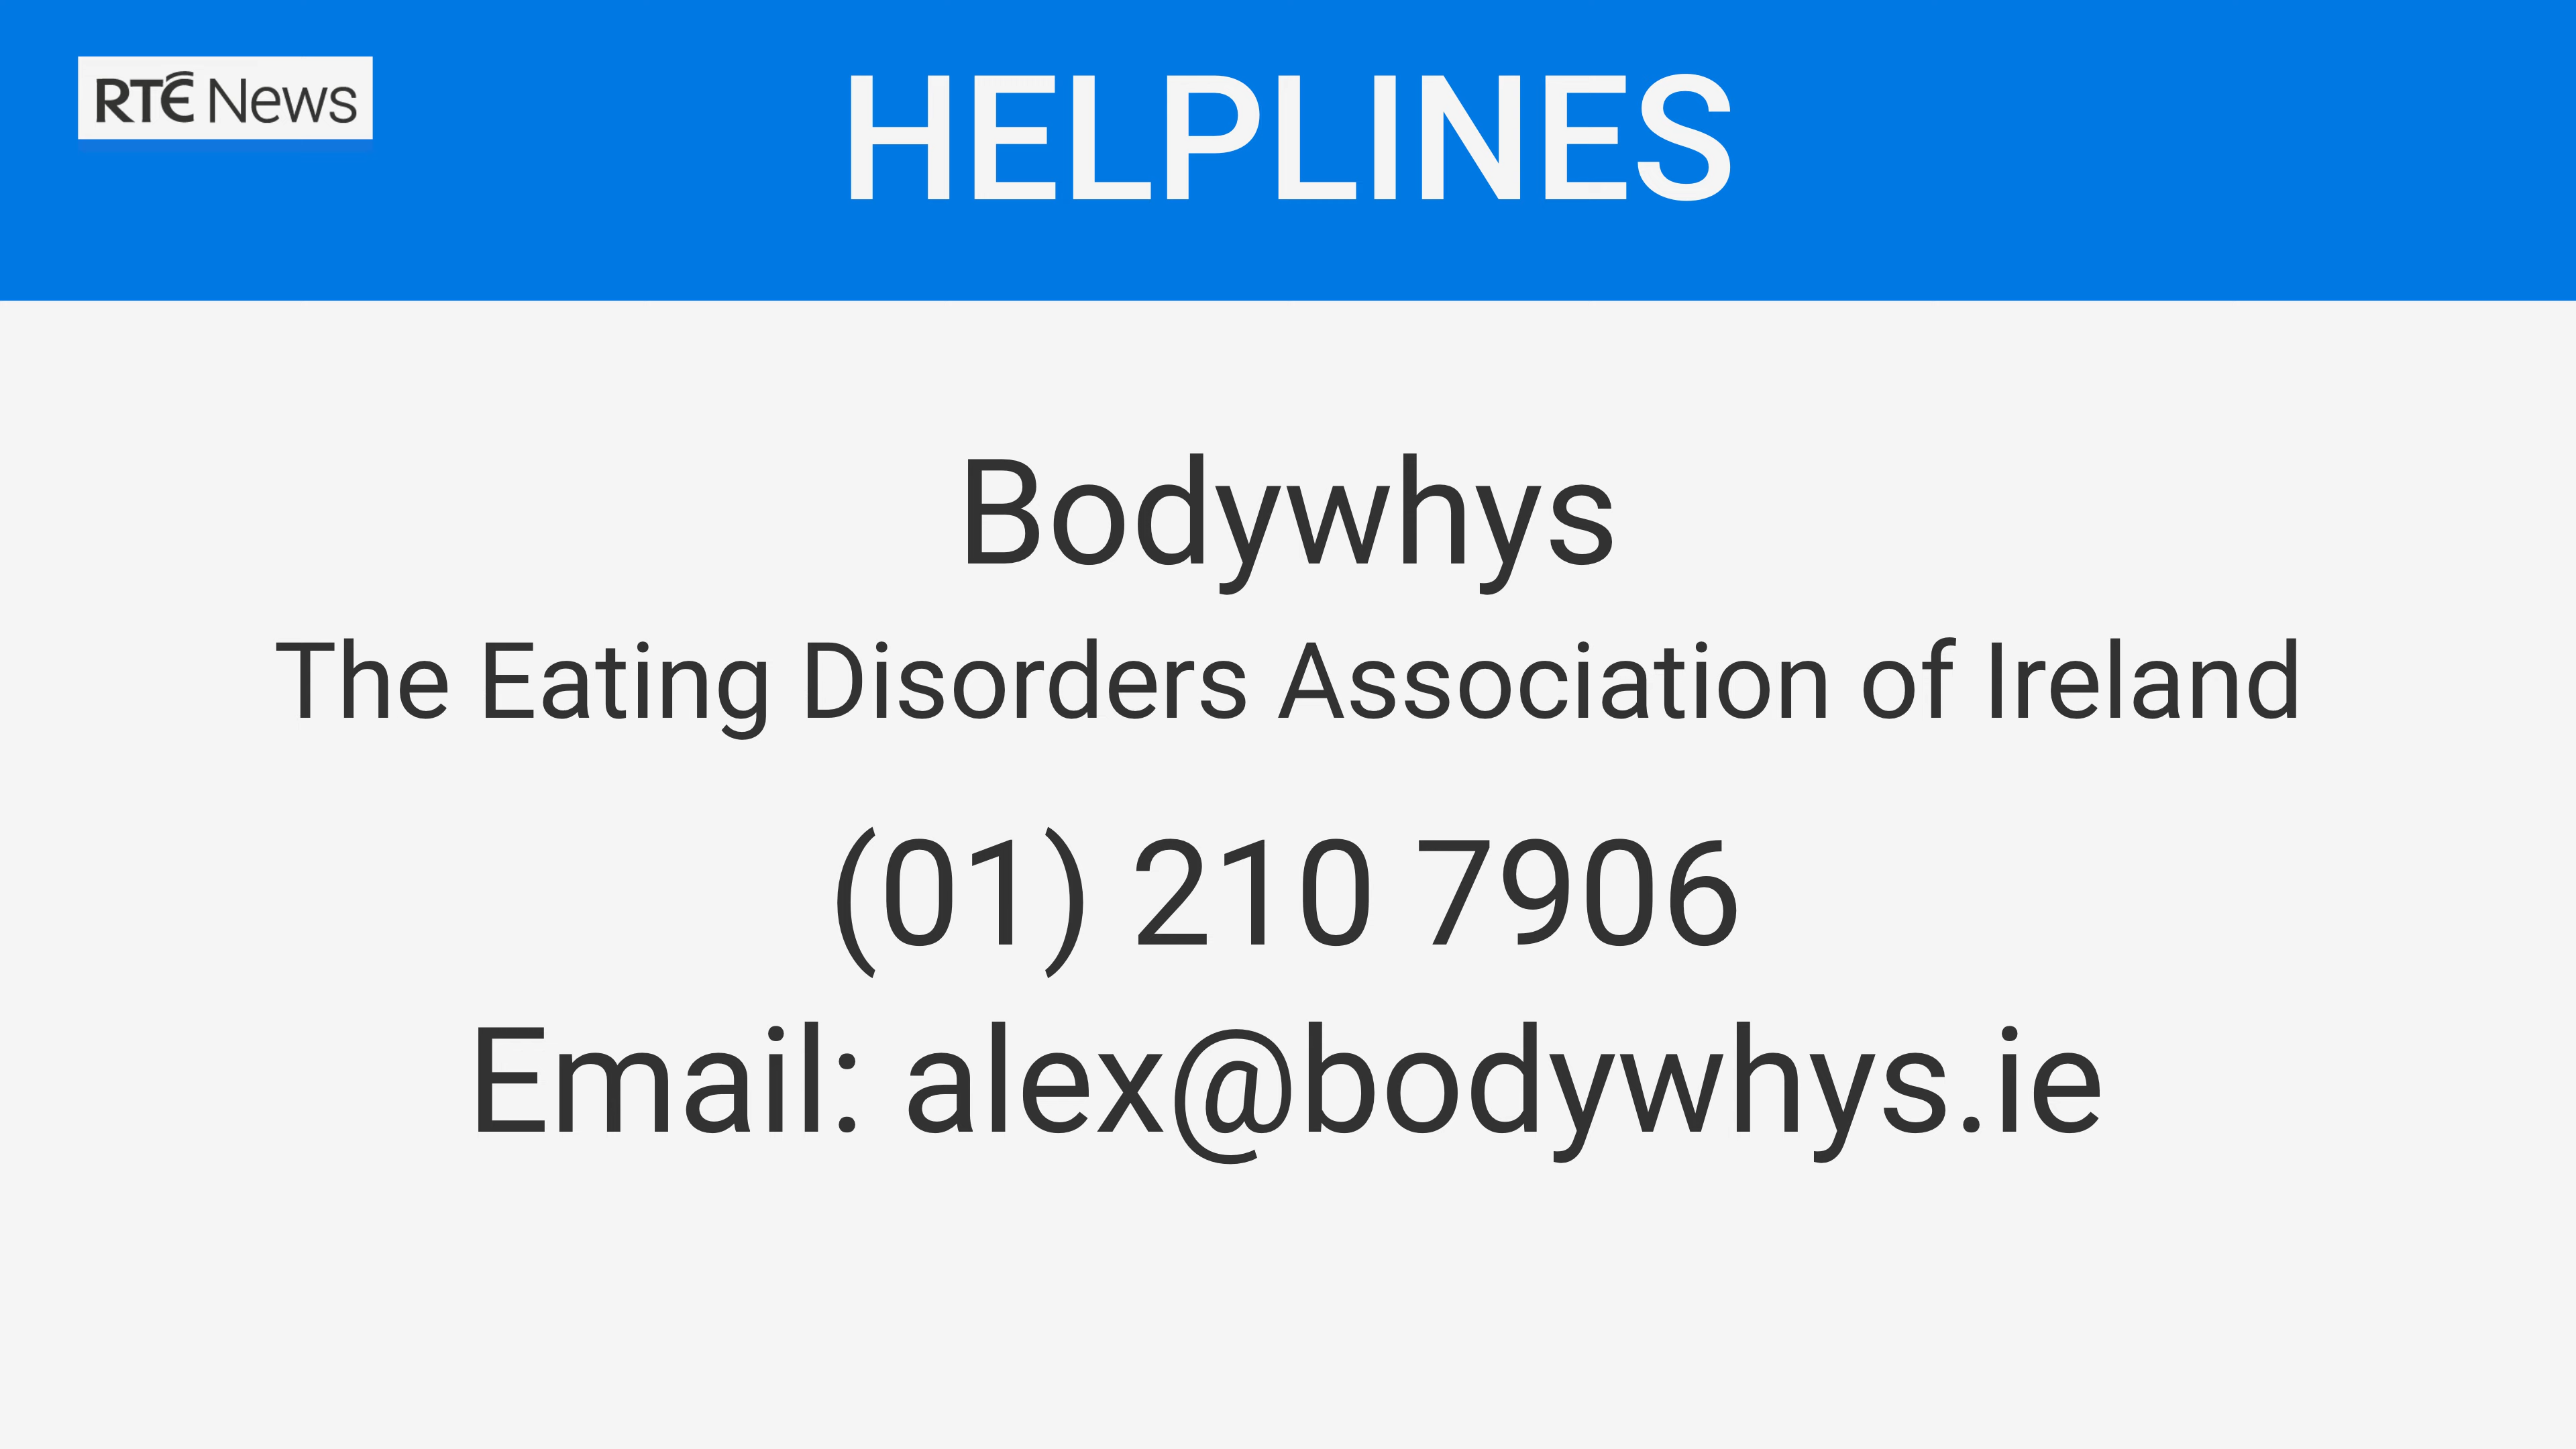 RTÉ News
HELPLINES
Bodywhys
The Eating Disorders Association of Ireland
(01) 210 7906
Email: alex@bodywhys.ie